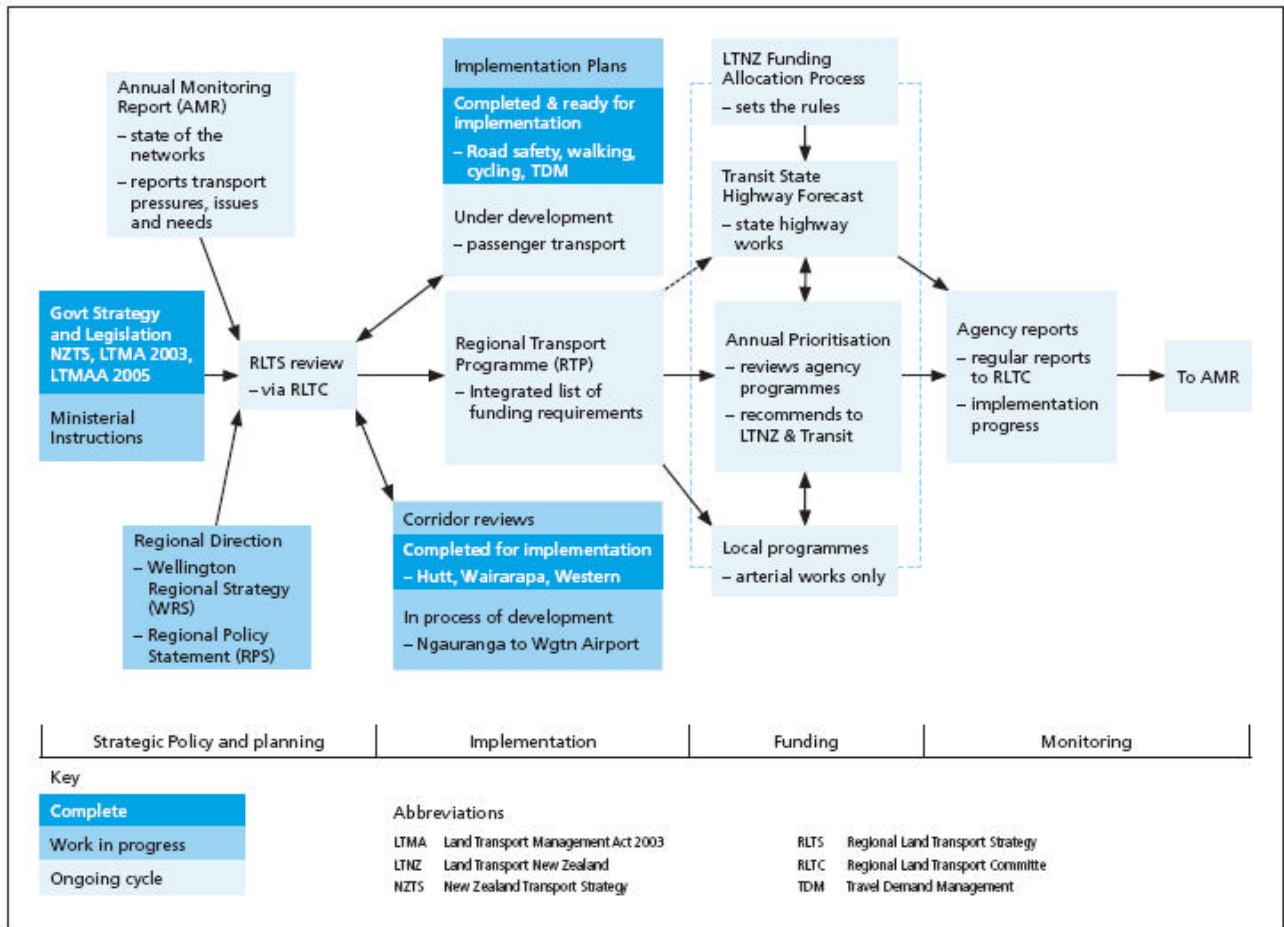 Annual Monitoring
Report (AMR)
– state of the
networks
– reports transport
pressures, issues
and needs
Govt Strategy
and Legislation
NZTS, LTMA 2003,
LTMAA 2005
Ministerial
Instructions
Regional Direction
– Wellington
Regional Strategy
(WRS)
– Regional Policy
Statement (RPS)
RLTS review
– via RLTC
Implementation Plans
Completed & ready for
implementation
– Road safety, walking,
cycling, TDM
Under development
– passenger transport
Regional Transport
Programme (RTP)
– Integrated list of
funding requirements
Corridor reviews
Completed for implementation
– Hutt, Wairarapa, Western
In process of development
– Ngauranga to Wgtn Airport
LTNZ Funding
Allocation Process
– sets the rules
Transit State
Highway Forecast
– state highway
works
Annual Prioritisation
– reviews agency
programmes
– recommends to
LTNZ & Transit
Local programmes
– arterial works only
Agency reports
– regular reports
to RLTC
– implementation
progress
To AMR
Strategic Policy and planning
Implementation
Funding
Monitoring
Key
Complete
Work in progress
Ongoing cycle
Abbreviations
LTMA Land Transport Management Act 2003
LTNZ Land Transport New Zealand
NZTS New Zealand Transport Strategy
RLTS Regional Land Transport Strategy
RLTC Regional Land Transport Committe
TDM Travel Demand Management